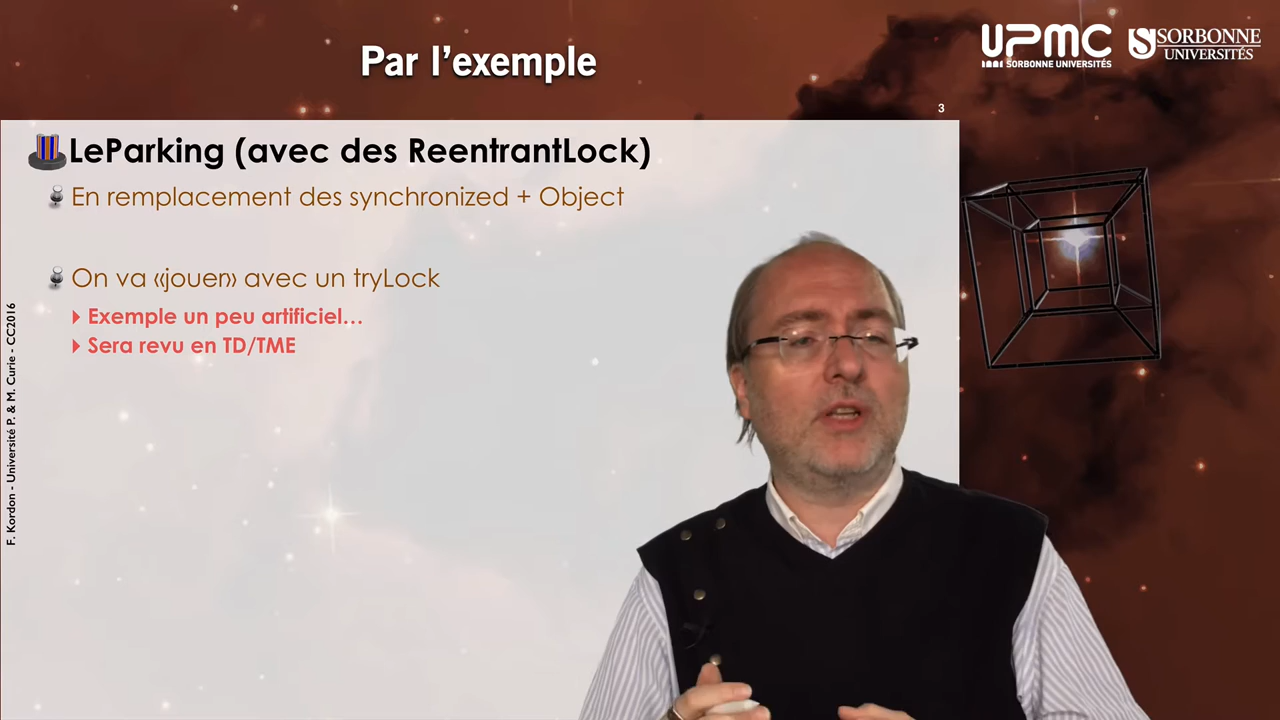 Par l'exemple
UPMC
SORBONNE UNIVERSITÉS
SORBONNE
UNIVERSITÉS
3
LeParking (avec des ReentrantLock)
En remplacement des synchronized + Object
On va «jouer» avec un tryLock
Exemple un peu artificiel...
Sera revu en TD/TME
F. Kordon - Université P. & M. Curie - CC2016